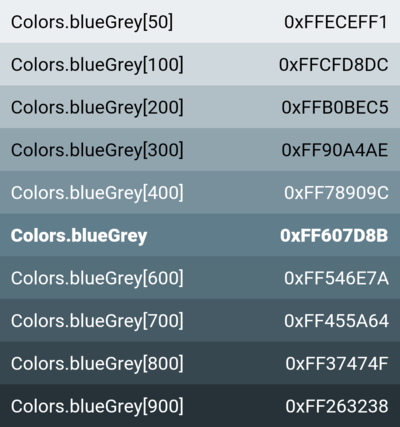 Colors.blueGrey[50] 0xFFECEFF1
Colors.blueGrey[100] 0xFFCFD8DC
Colors.blueGrey[200] 0xFFB0BEC5
Colors.blueGrey[300] 0xFF90A4AE
Colors.blueGrey[400] 0xFF78909C
Colors.blueGrey 0xFF607D8B
Colors.blueGrey[600] 0xFF546E7A
Colors.blueGrey[700] 0xFF455A64
Colors.blueGrey[800] 0xFF37474F
Colors.blueGrey[900] 0xFF263238